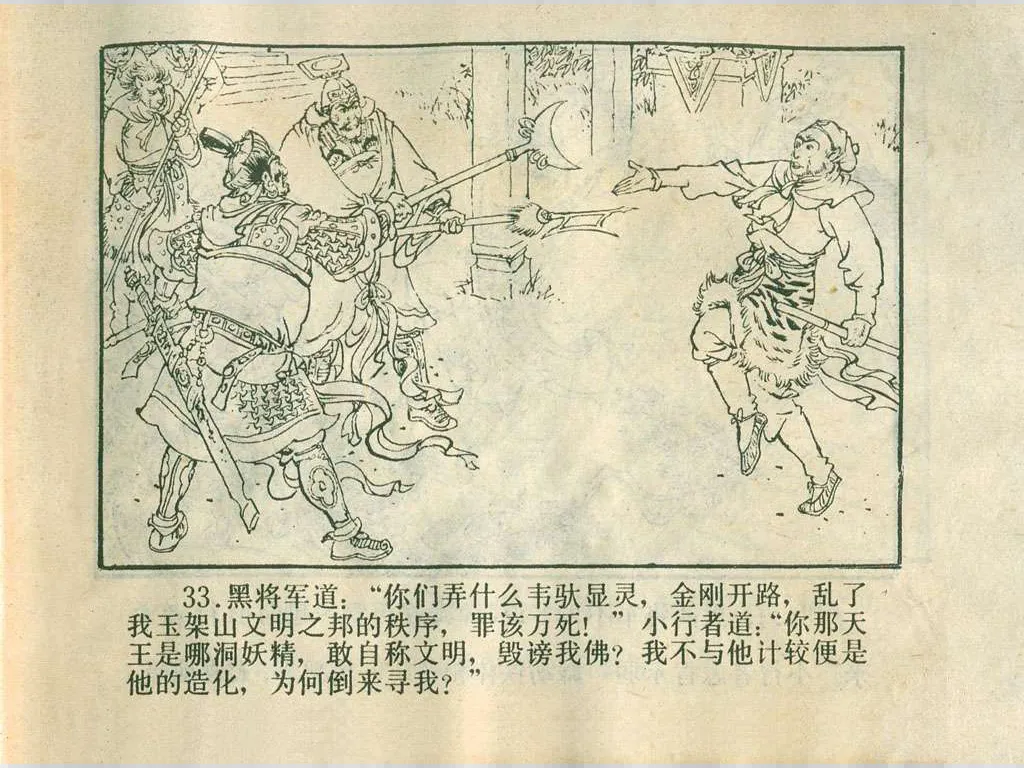 33.黑将军道：“你们弄什么韦驮显灵，金刚开路，乱了
我玉架山文明之邦的秩序，罪该万死！”小行者道：“你那天
王是哪洞妖精，敢自称文明，毁谤我佛？我不与他计较便是
他的造化，为何倒来寻我？”